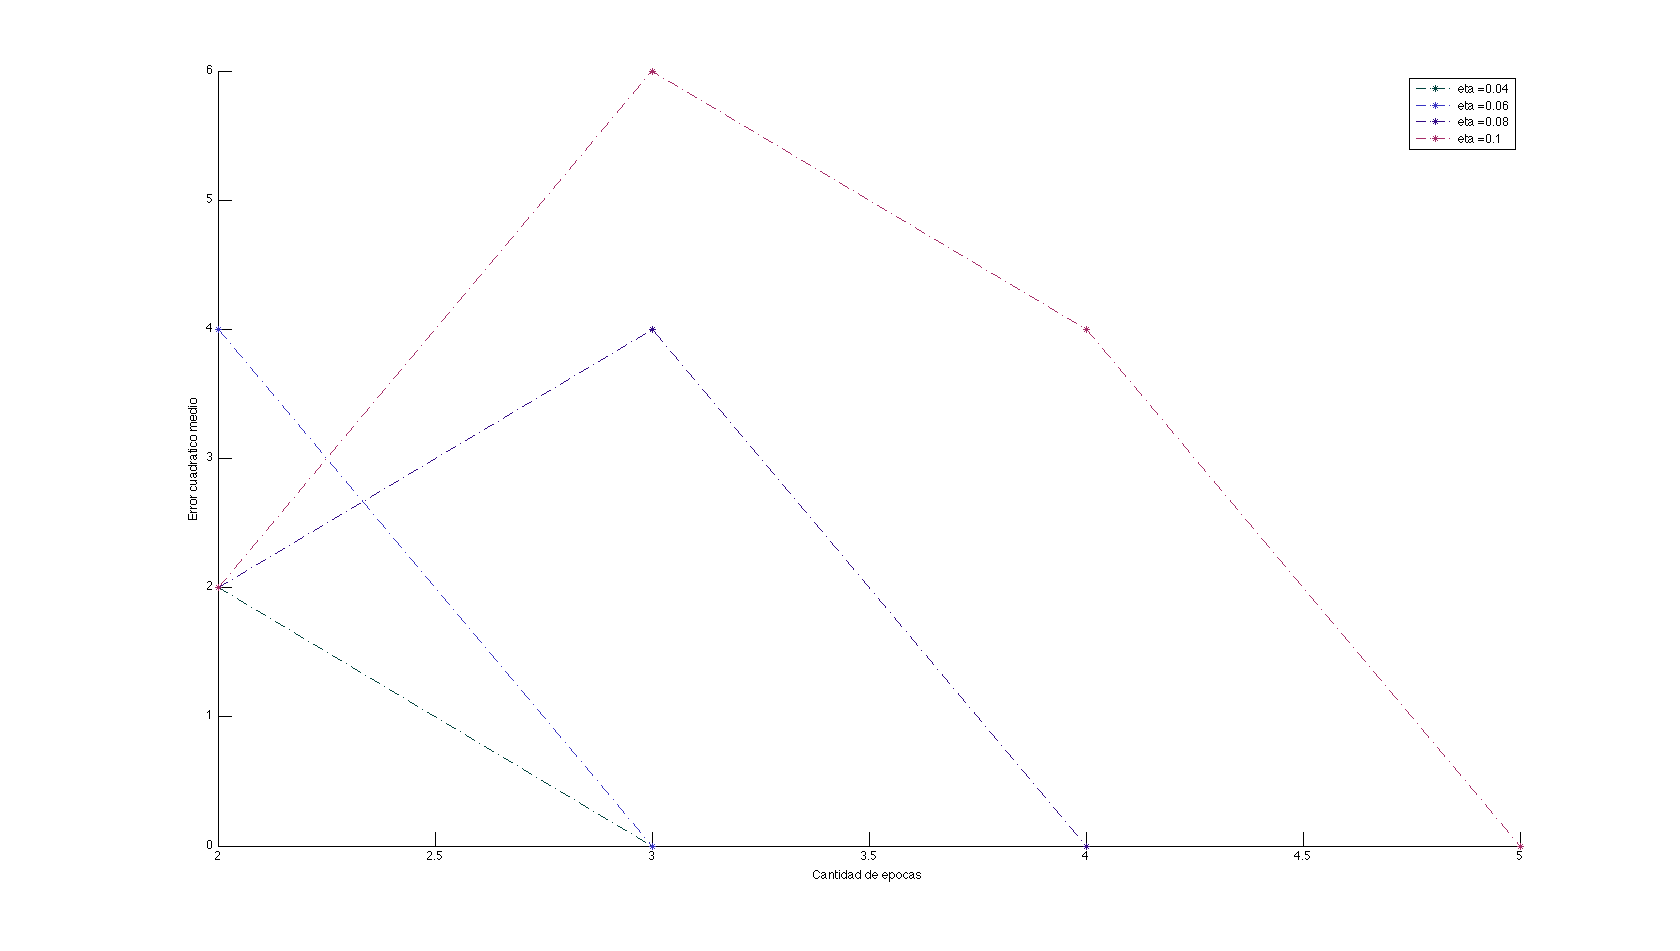 6
5
4
3
2
1
0
Error cuadratico medio
2
2.5
3
3.5
4
4.5
5
Cantidad de epocas
eta =0.04
eta =0.06
eta =0.08
eta =0.1